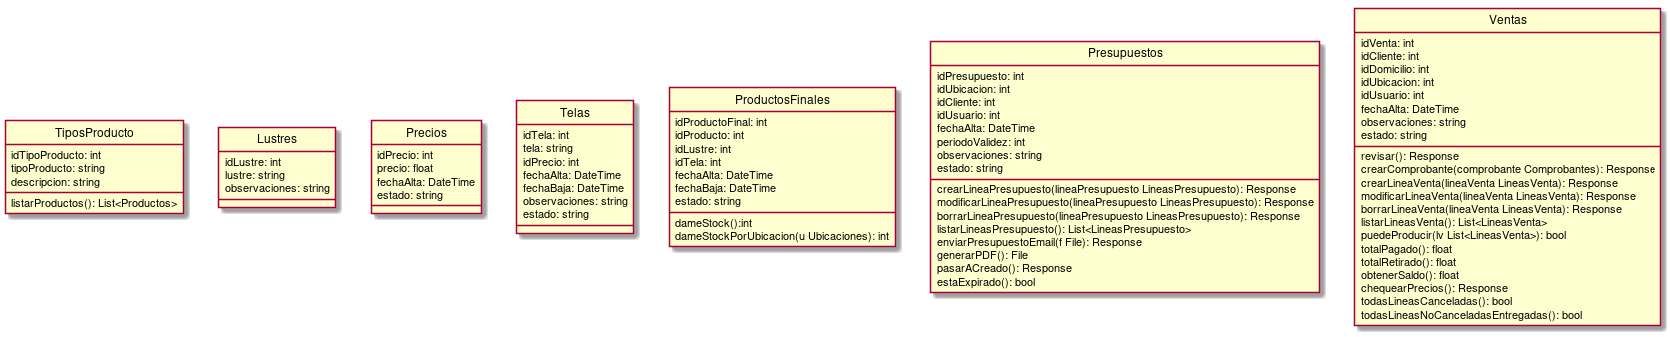 TiposProducto
idTipoProducto: int
tipoProducto: string
descripcion: string
listarProductos(): List<Productos>
Lustres
idLustre: int
lustre: string
observaciones: string
Precios
idPrecio: int
precio: float
fechaAlta: DateTime
estado: string
Telas
idTela: int
tela: string
idPrecio: int
fechaAlta: DateTime
fechaBaja: DateTime
observaciones: string
estado: string
ProductosFinales
idProductoFinal: int
idProducto: int
idLustre: int
idTela: int
fechaAlta: DateTime
fechaBaja: DateTime
estado: string
dameStock():int
dameStockPorUbicacion(u Ubicaciones): int
Presupuestos
idPresupuesto: int
idUbicacion: int
idCliente: int
idUsuario: int
fechaAlta: DateTime
periodoValidez: int
observaciones: string
estado: string
crearLineaPresupuesto(lineaPresupuesto LineasPresupuesto): Response
modificarLineaPresupuesto(lineaPresupuesto LineasPresupuesto): Response
borrarLineaPresupuesto(lineaPresupuesto LineasPresupuesto): Response
listarLineasPresupuesto(): List<LineasPresupuesto>
enviarPresupuestoEmail(f File): Response
generarPDF(): File
pasarACreado(): Response
estaExpirado(): bool
Ventas
idVenta: int
idCliente: int
idDomicilio: int
idUbicacion: int
idUsuario: int
fechaAlta: DateTime
observaciones: string
estado: string
revisar(): Response
crearComprobante(comprobante Comprobantes): Response
crearLineaVenta(lineaVenta LineasVenta): Response
modificarLineaVenta(lineaVenta LineasVenta): Response
borrarLineaVenta(lineaVenta LineasVenta): Response
listarLineasVenta(): List<LineasVenta>
puedeProducir(lv List<LineasVenta>): bool
totalPagado(): float
totalRetirado(): float
obtenerSaldo(): float
chequearPrecios(): Response
todasLineasCanceladas(): bool
todasLineasNoCanceladasEntregadas(): bool